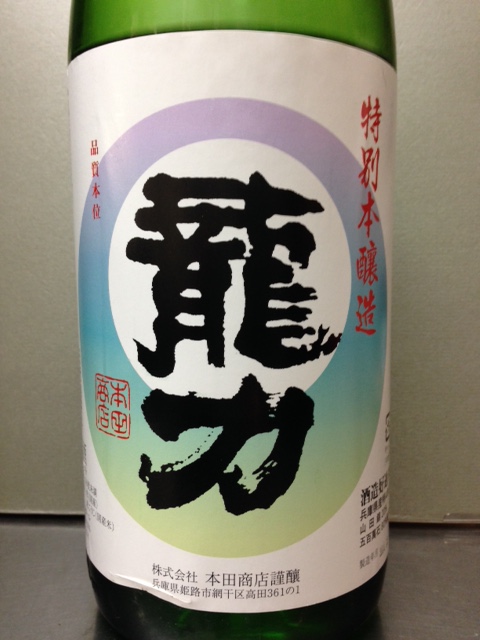 特別本醸造
品質本位
龍力
本田商店
株式会社 本田商店謹醸
兵庫県姫路市網干区高田361の1